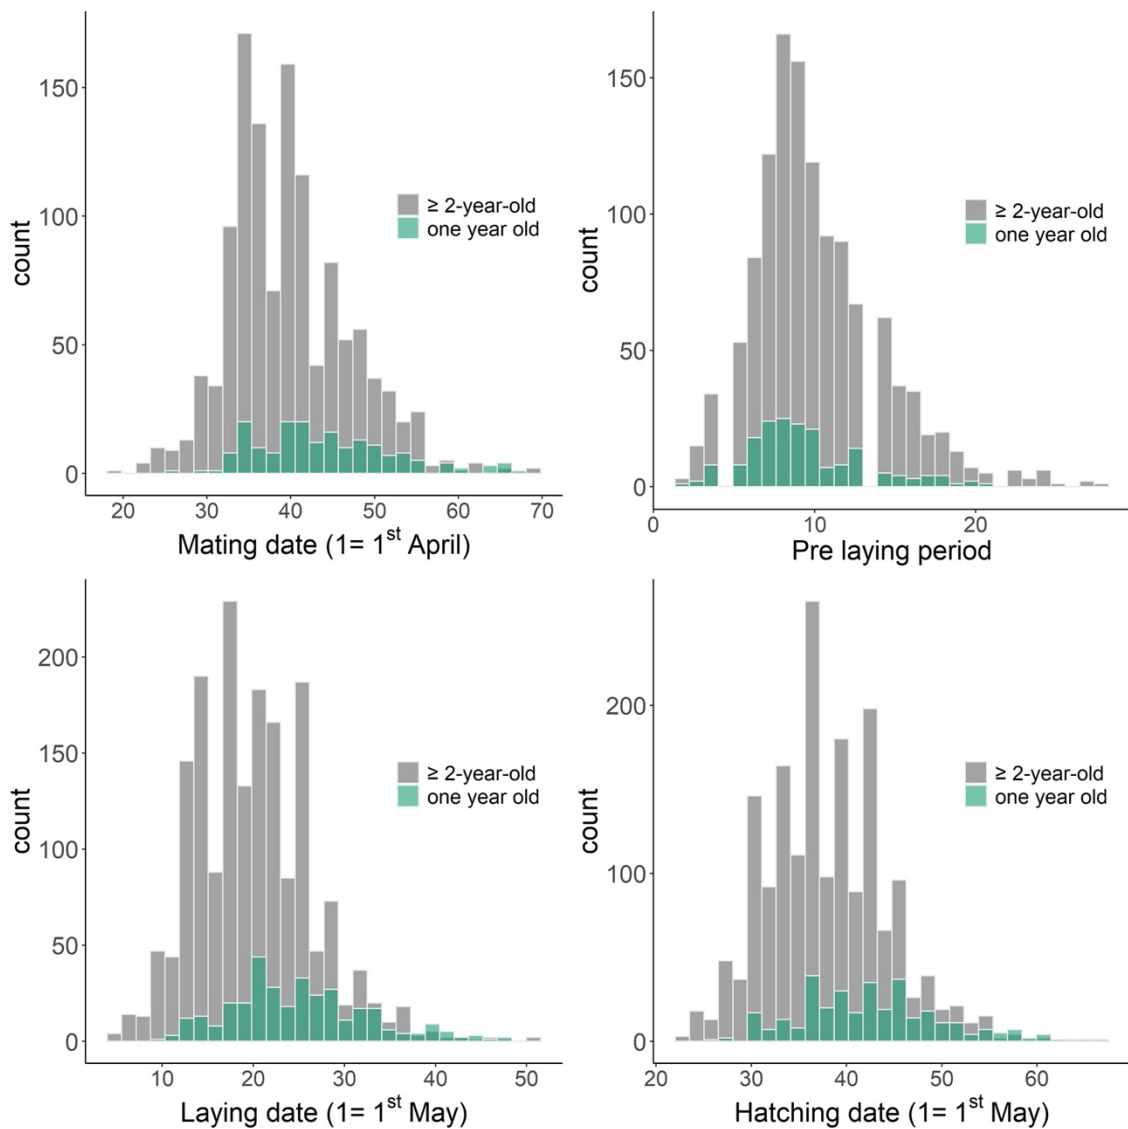 150
100
50
0
count
≥ 2-year-old
one year old
20 30 40 50 60 70
Mating date (1= 1st April)
150
100
50
0
count
≥ 2-year-old
one year old
0 10 20
Pre laying period
200
150
100
50
0
count
≥ 2-year-old
one year old
10 20 30 40 50
Laying date (1= 1st May)
200
100
0
count
≥ 2-year-old
one year old
20 30 40 50 60
Hatching date (1= 1st May)